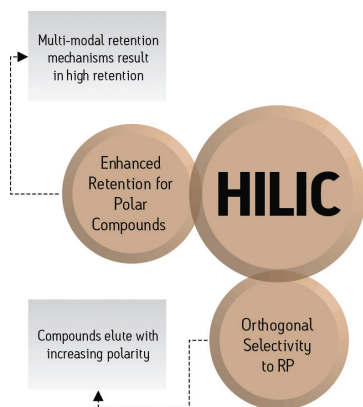 Multi-modal retention
mechanisms result
in high retention
Enhanced
Retention for
Polar
Compounds
HILIC
Compounds elute with
increasing polarity
Orthogonal
Selectivity
to RP